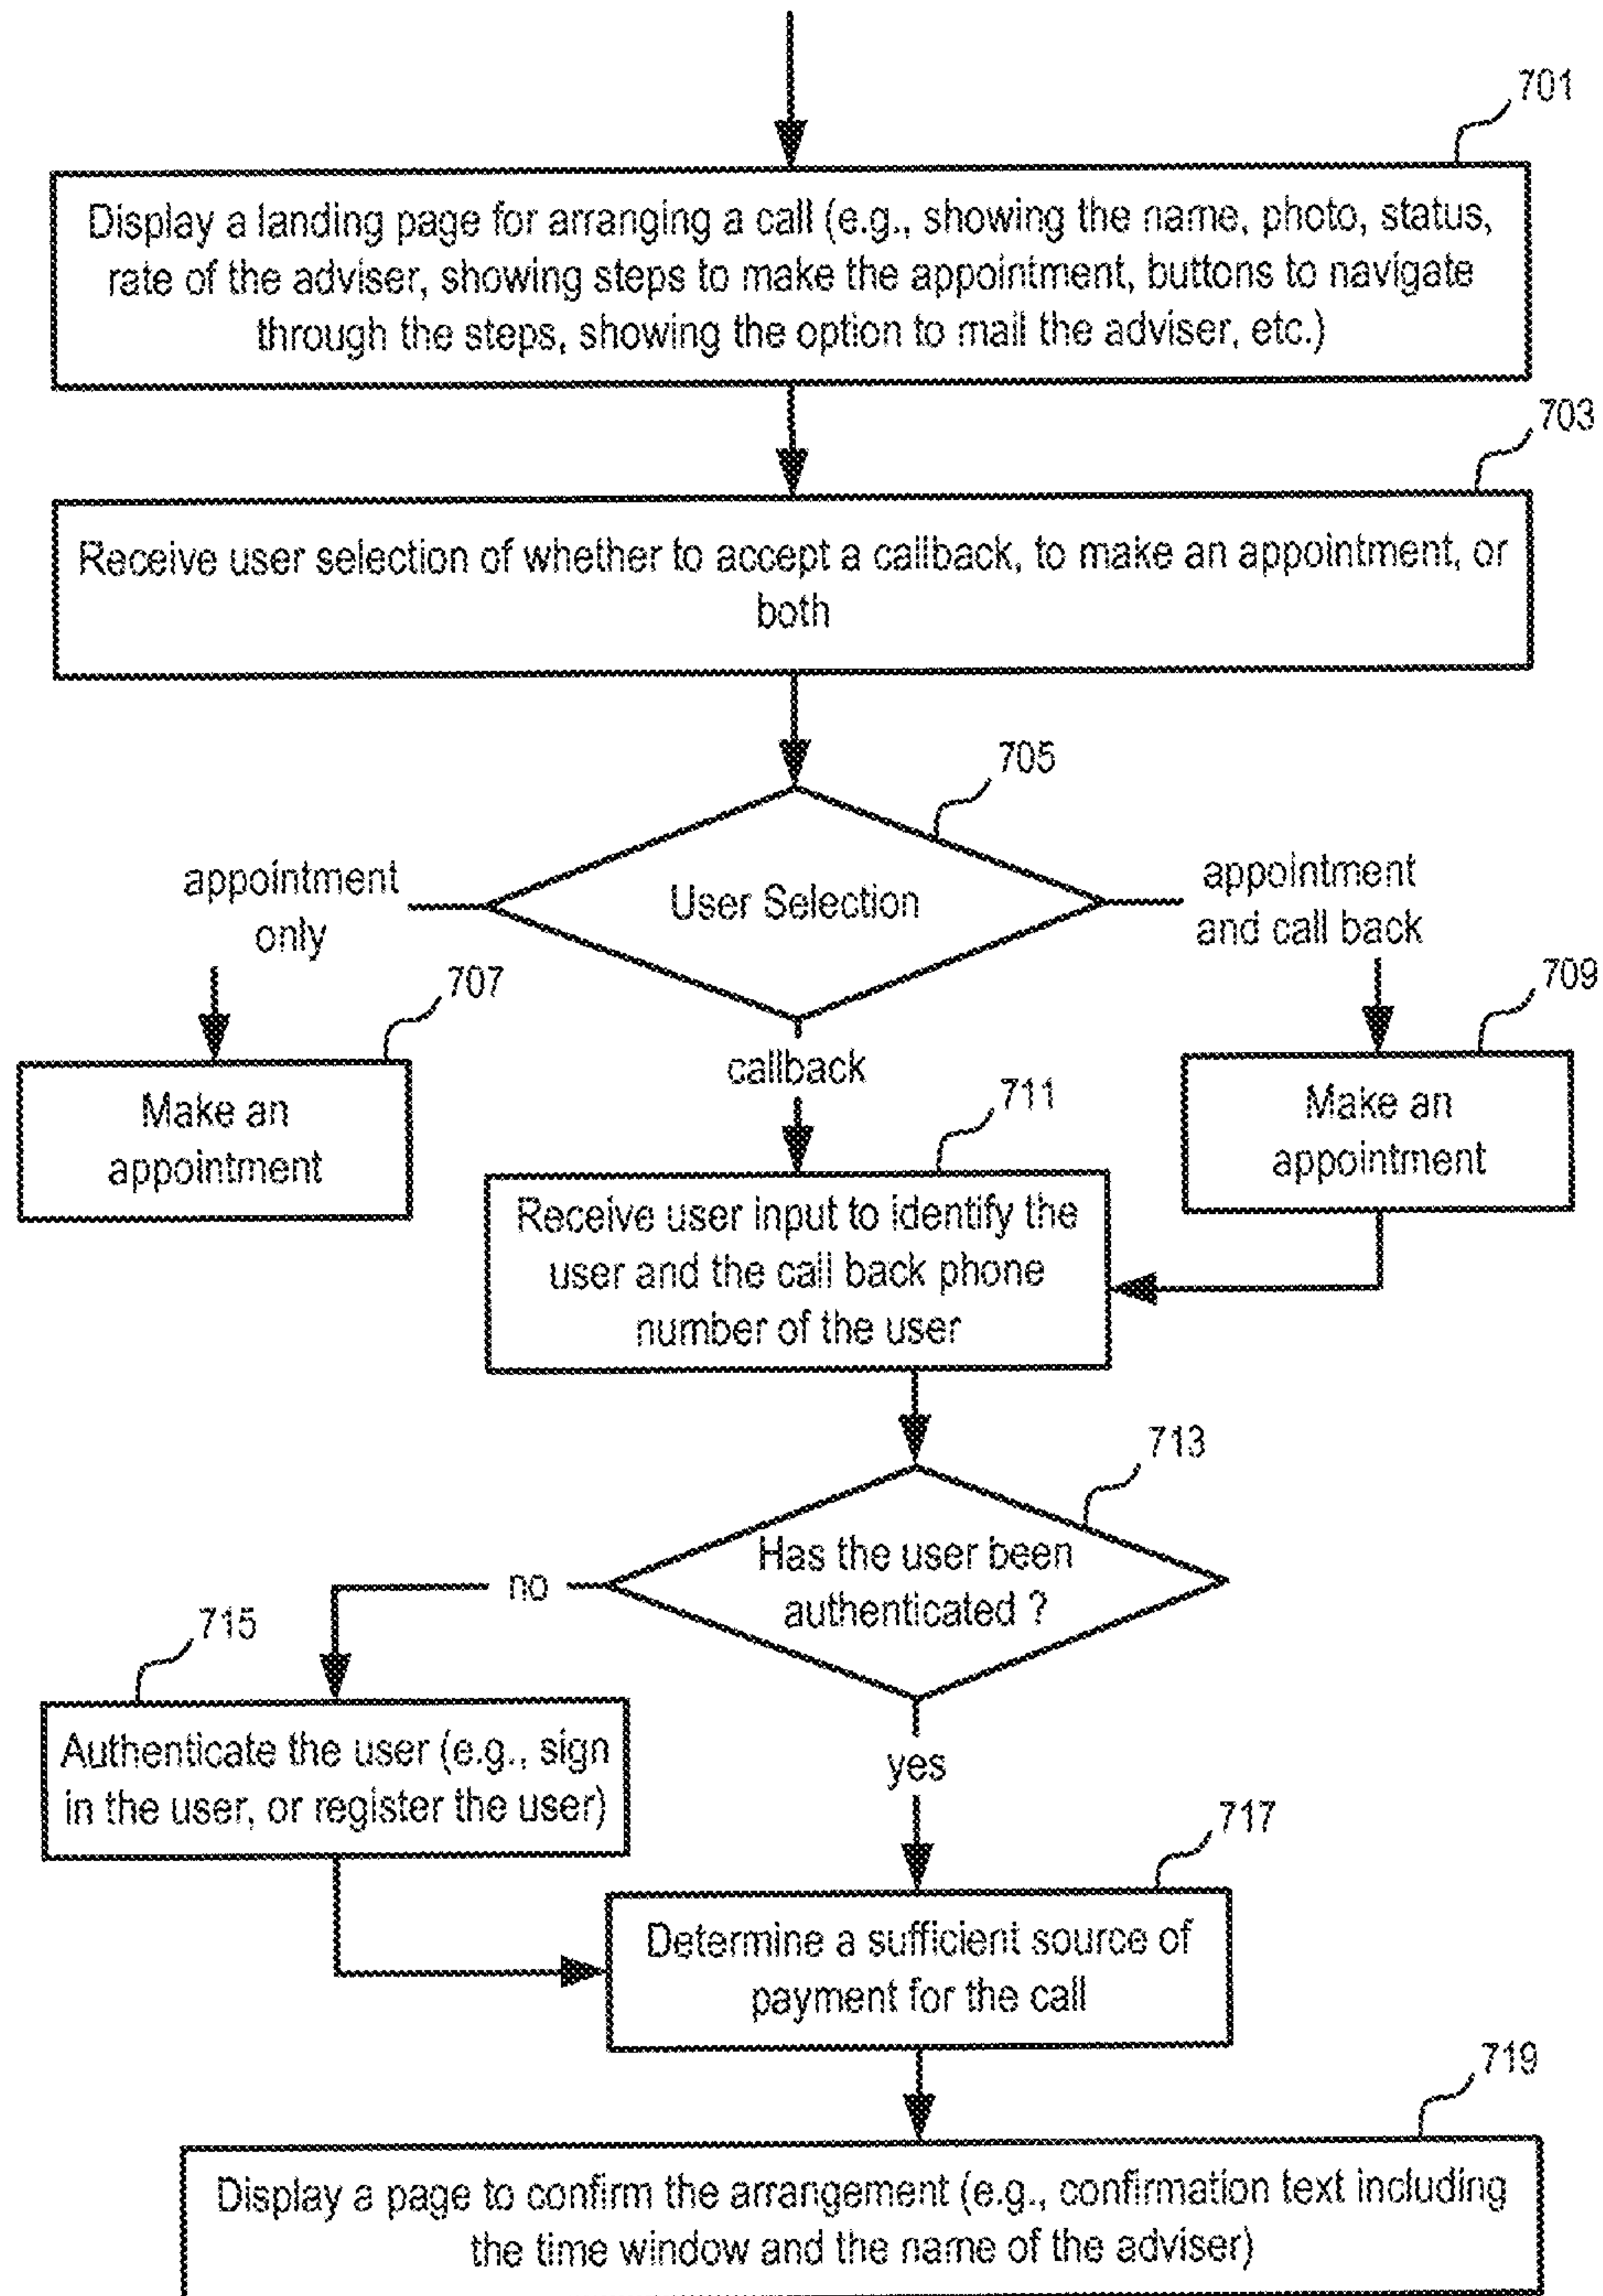 701
Display a landing page for arranging a call (e.g., showing the name, photo, status,
rate of the adviser, showing steps to make the appointment, buttons to navigate
through the steps, showing the option to mail the adviser, etc.)
703
Receive user selection of whether to accept a callback, to make an appointment, or
both
705
User Selection
appointment
only
appointment
and call back
707
Make an
appointment
callback
709
Make an
appointment
711
Receive user input to identify the
user and the call back phone
number of the user
713
Has the user been
authenticated ?
no
715
Authenticate the user (e.g., sign
in the user, or register the user)
yes
717
Determine a sufficient source of
payment for the call
719
Display a page to confirm the arrangement (e.g., confirmation text including
the time window and the name of the adviser)